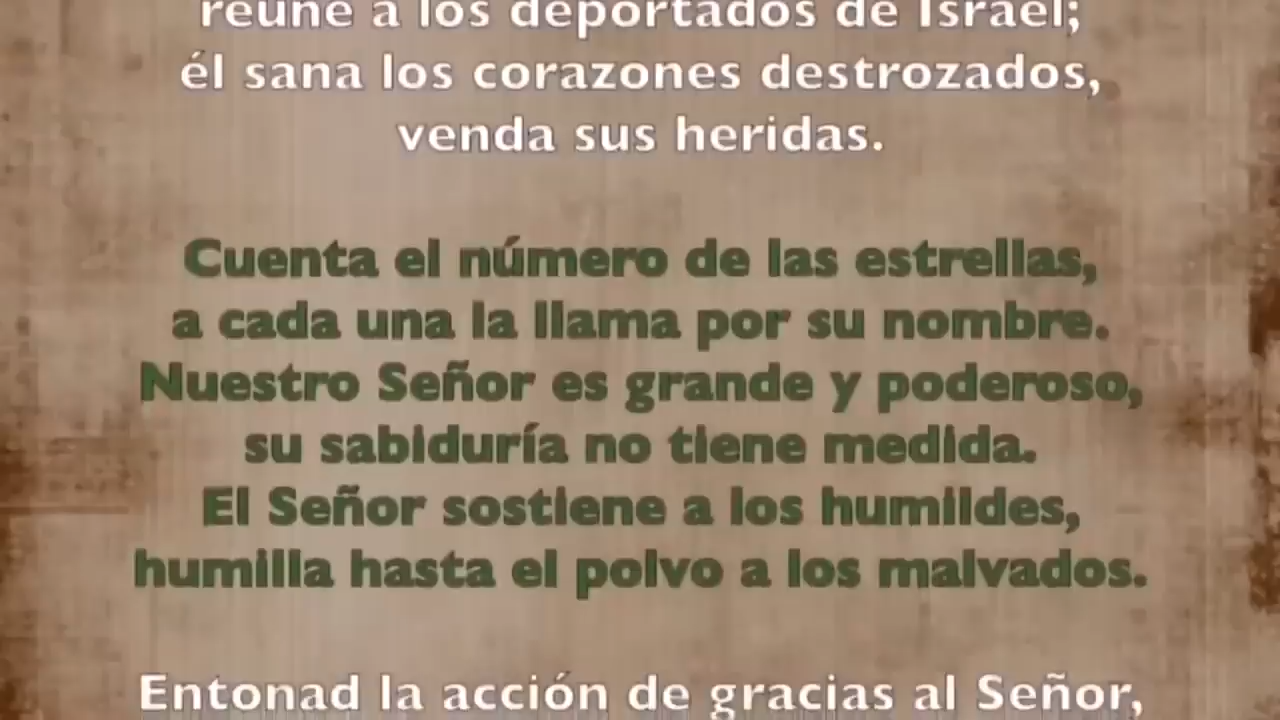 reúne a los deportados de Israel;
él sana los corazones destrozados,
venda sus heridas.
Cuenta el número de las estrellas,
a cada una la llama por su nombre.
Nuestro Señor es grande y poderoso,
su sabiduría no tiene medida.
El Señor sostiene a los humildes,
humilla hasta el polvo a los malvados.
Entonad la acción de gracias al Señor,